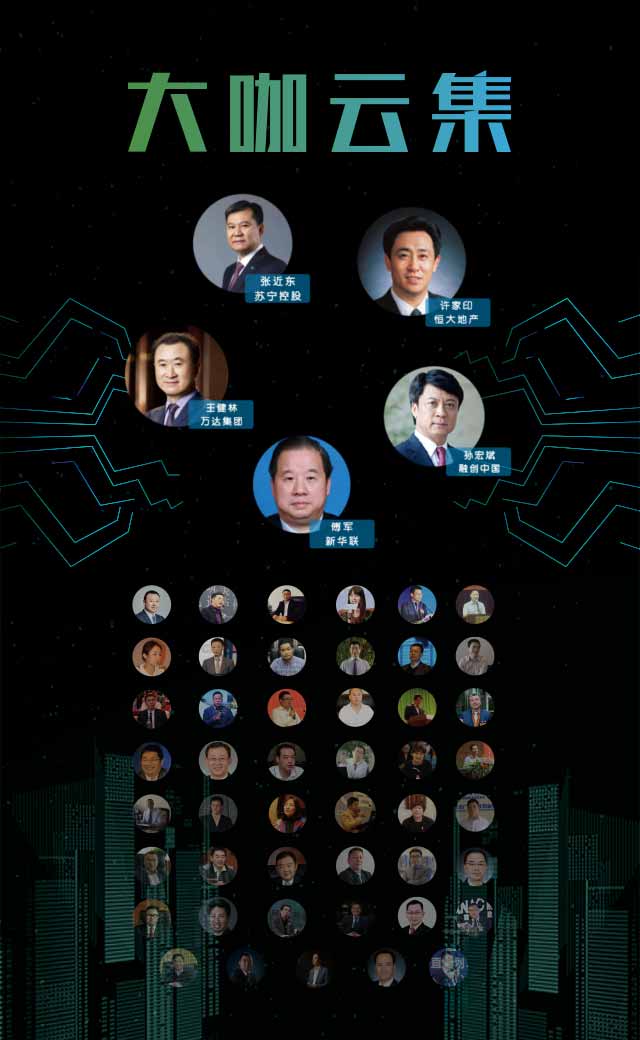 大咖云集
张近东
苏宁控股
许家印
恒大地产
王健林
万达集团
孙宏斌
融创中国
傅军
新华联